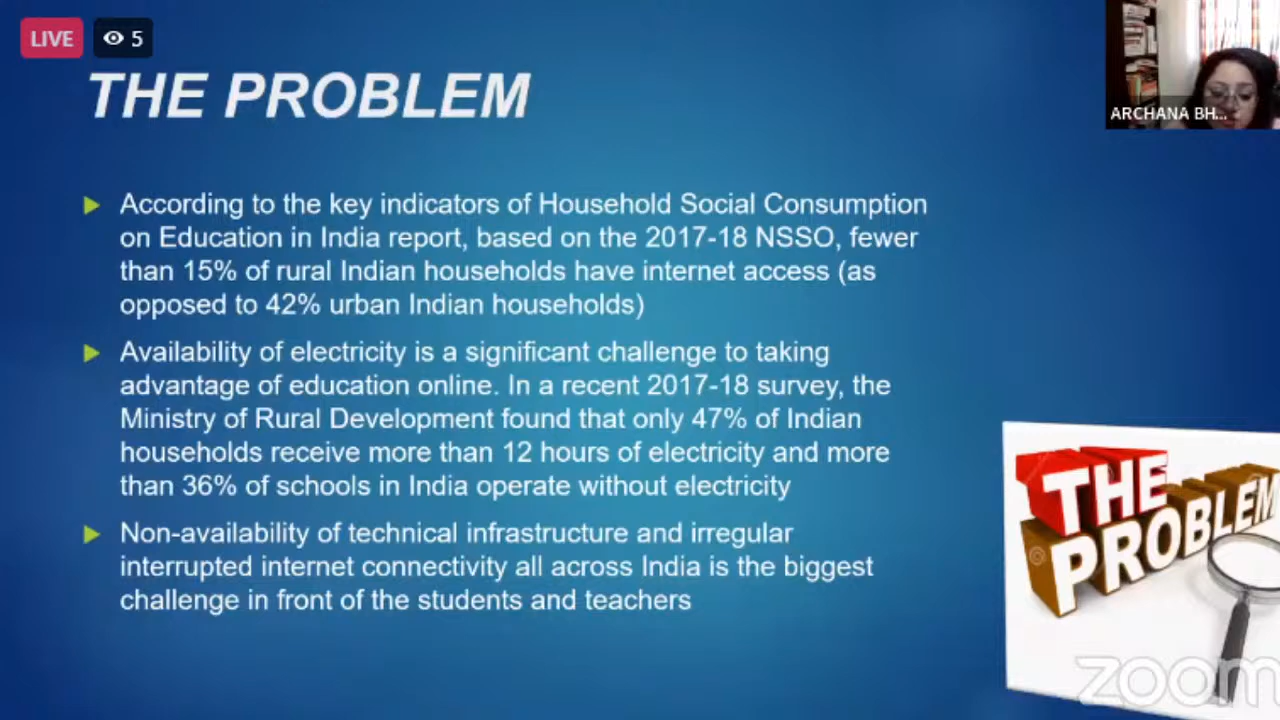 LIVE 5
THE PROBLEM
ARCHANA BH...
According to the key indicators of Household Social Consumption
on Education in India report, based on the 2017-18 NSSO, fewer
than 15% of rural Indian households have internet access (as
opposed to 42% urban Indian households)
Availability of electricity is a significant challenge to taking
advantage of education online. In a recent 2017-18 survey, the
Ministry of Rural Development found that only 47% of Indian
households receive more than 12 hours of electricity and more
than 36% of schools in India operate without electricity
Non-availability of technical infrastructure and irregular
interrupted internet connectivity all across India is the biggest
challenge in front of the students and teachers
THE
PROBLEM
zoom